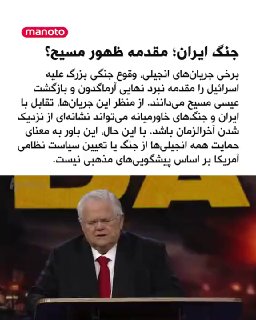 manoto
جنگ ایران؛ مقدمه ظهور مسیح؟
برخی جریان‌های انجیلی، وقوع جنگی بزرگ علیه
اسرائیل را مقدمه نبرد نهایی آرماگدون و بازگشت
عیسی مسیح می‌دانند. از منظر این جریان‌ها، تقابل با
ایران و جنگ‌های خاورمیانه می‌تواند نشانه‌ای از نزدیک
شدن آخرالزمان باشد. با این حال، این باور به معنای
حمایت همه انجیلی‌ها از جنگ یا تعیین سیاست نظامی
آمریکا بر اساس پیشگویی‌های مذهبی نیست.